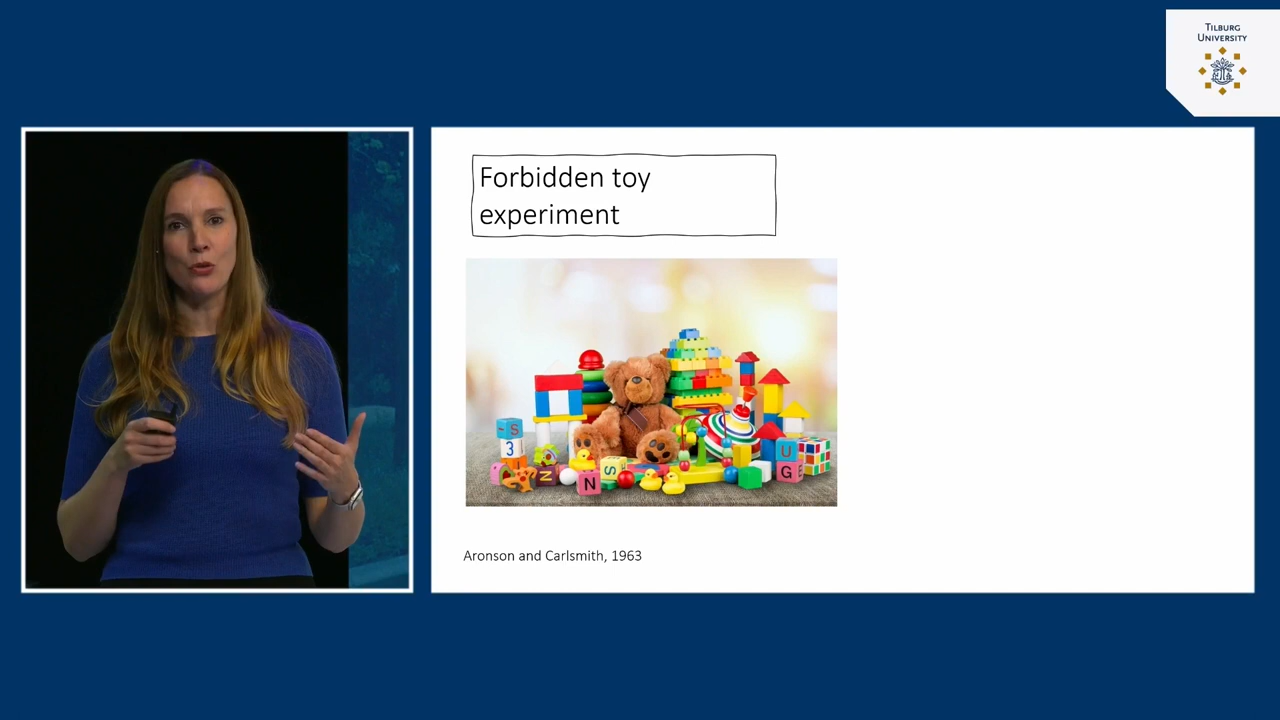 TILBURG
UNIVERSITY
Forbidden toy
experiment
S
3
N
N
S
U
G
Aronson and Carlsmith, 1963